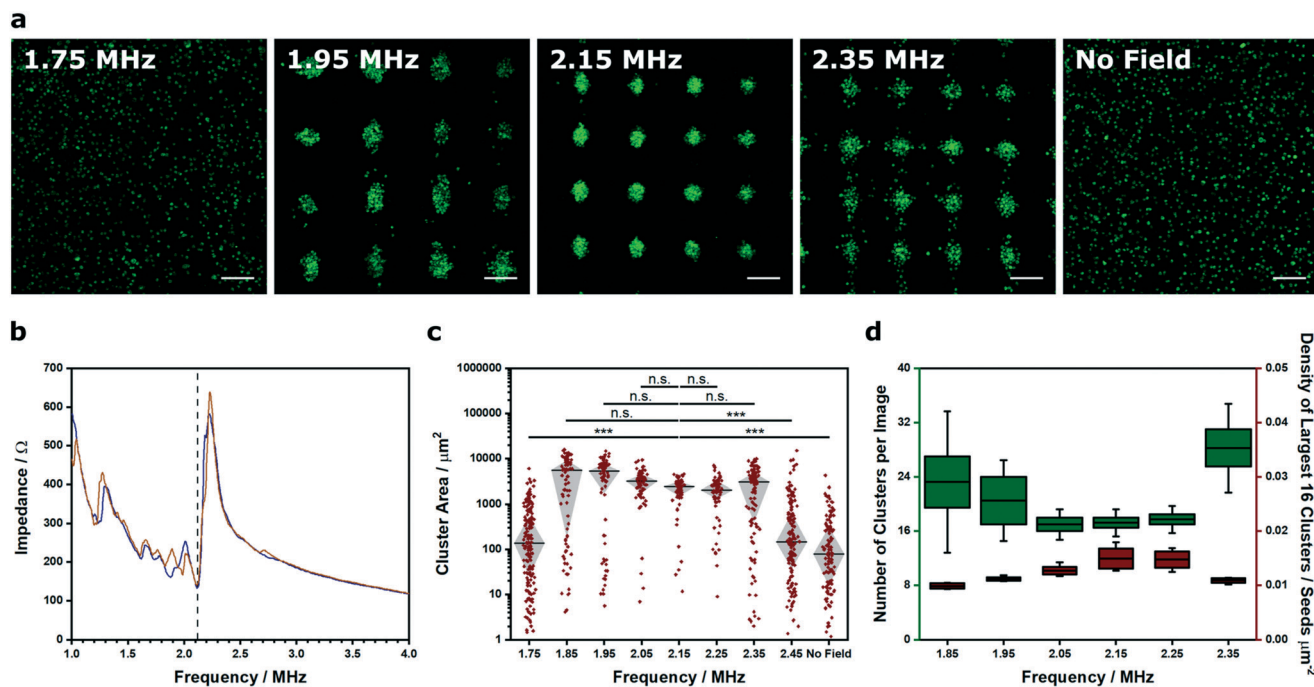 a
1.75 MHz
1.95 MHz
2.15 MHz
2.35 MHz
No Field
b
700
600
500
400
300
200
100
0
Impedance / Ω
1.0
1.5
2.0
2.5
3.0
3.5
4.0
Frequency / MHz
c
1000000
100000
10000
1000
100
10
1
Cluster Area / μm²
n.s. n.s.
n.s. n.s.
n.s. ***
*** ***
1.75 1.85 1.95 2.05 2.15 2.25 2.35 2.45 No Field
Frequency / MHz
d
40
32
24
16
8
0
Number of Clusters per Image
0.05
0.04
0.03
0.02
0.01
0.00
Density of Largest 16 Clusters / Seeds μm⁻²
1.85 1.95 2.05 2.15 2.25 2.35
Frequency / MHz